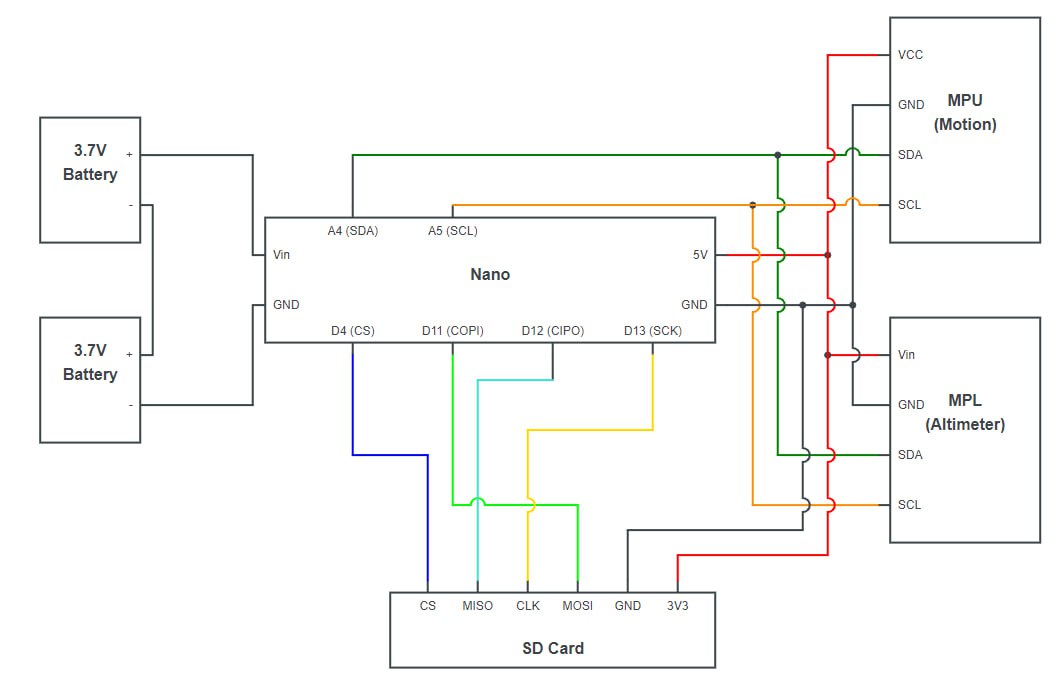 3.7V
Battery
+
-
3.7V
Battery
+
-
A4 (SDA)
A5 (SCL)
Vin
GND
Nano
5V
GND
D4 (CS)
D11 (COPI)
D12 (CIPO)
D13 (SCK)
VCC
GND
SDA
SCL
MPU
(Motion)
Vin
GND
SDA
SCL
MPL
(Altimeter)
CS
MISO
CLK
MOSI
GND
3V3
SD Card